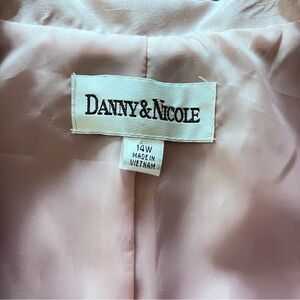 DANNY & NICOLE
14W
MADE IN
VIETNAM